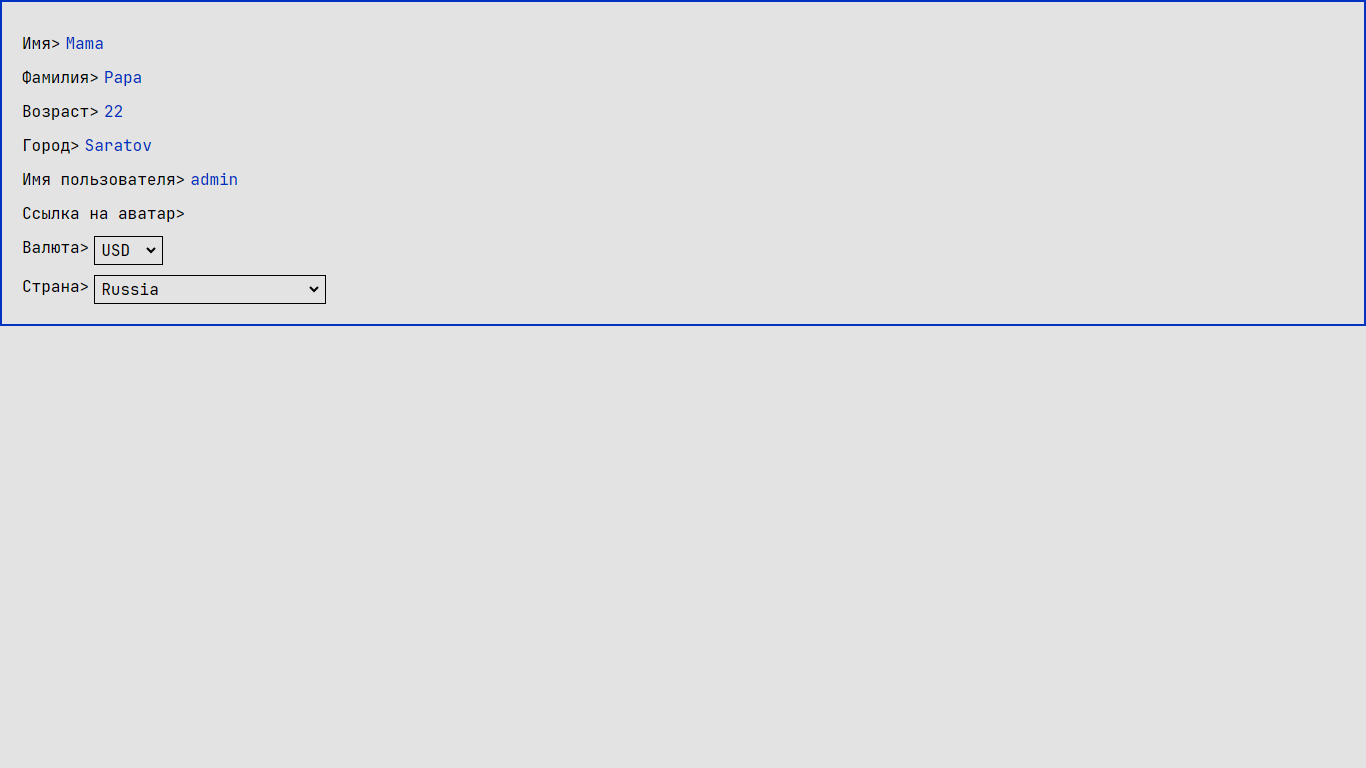 Имя> Mama
Фамилия> Papa
Возраст> 22
Город> Saratov
Имя пользователя> admin
Ссылка на аватар>
Валюта> USD
Страна> Russia